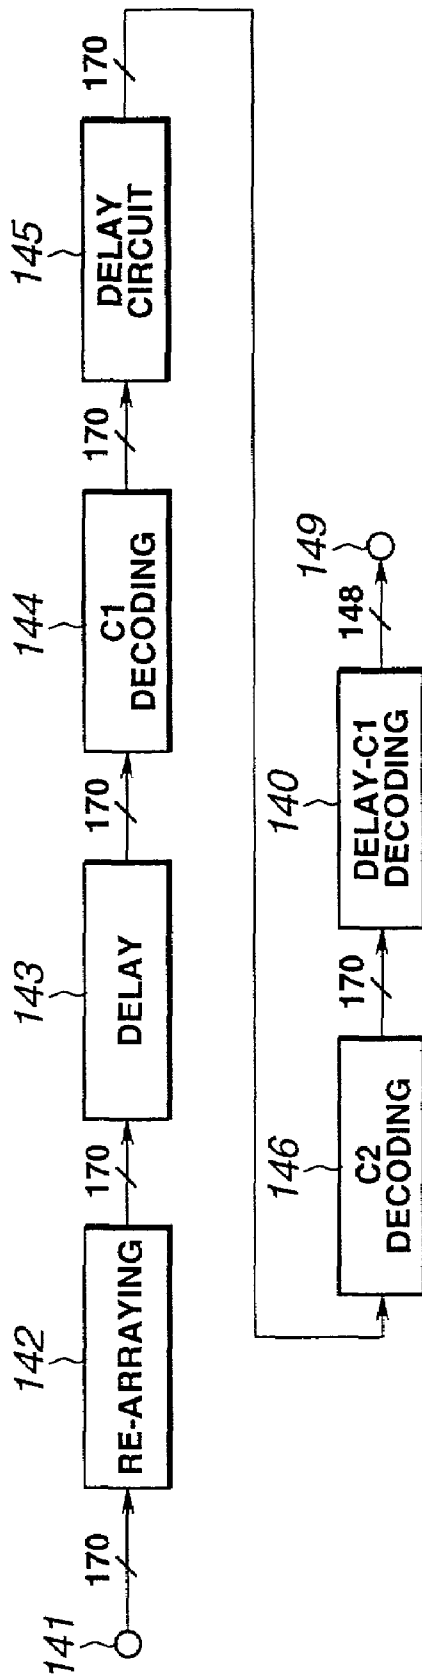 141
170
142
RE-ARRAYING
170
143
DELAY
170
144
C1
DECODING
170
145
DELAY
CIRCUIT
170
146
C2
DECODING
170
140
DELAY-C1
DECODING
148
149